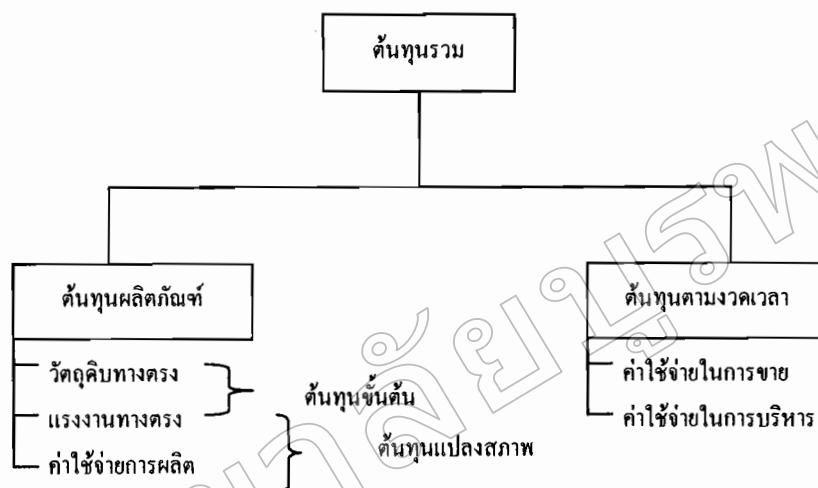 ต้นทุนรวม
ต้นทุนผลิตภัณฑ์
ต้นทุนตามงวดเวลา
วัตถุดิบทางตรง
แรงงานทางตรง
ค่าใช้จ่ายการผลิต
ต้นทุนขั้นต้น
ต้นทุนแปลงสภาพ
ค่าใช้จ่ายในการขาย
ค่าใช้จ่ายในการบริหาร